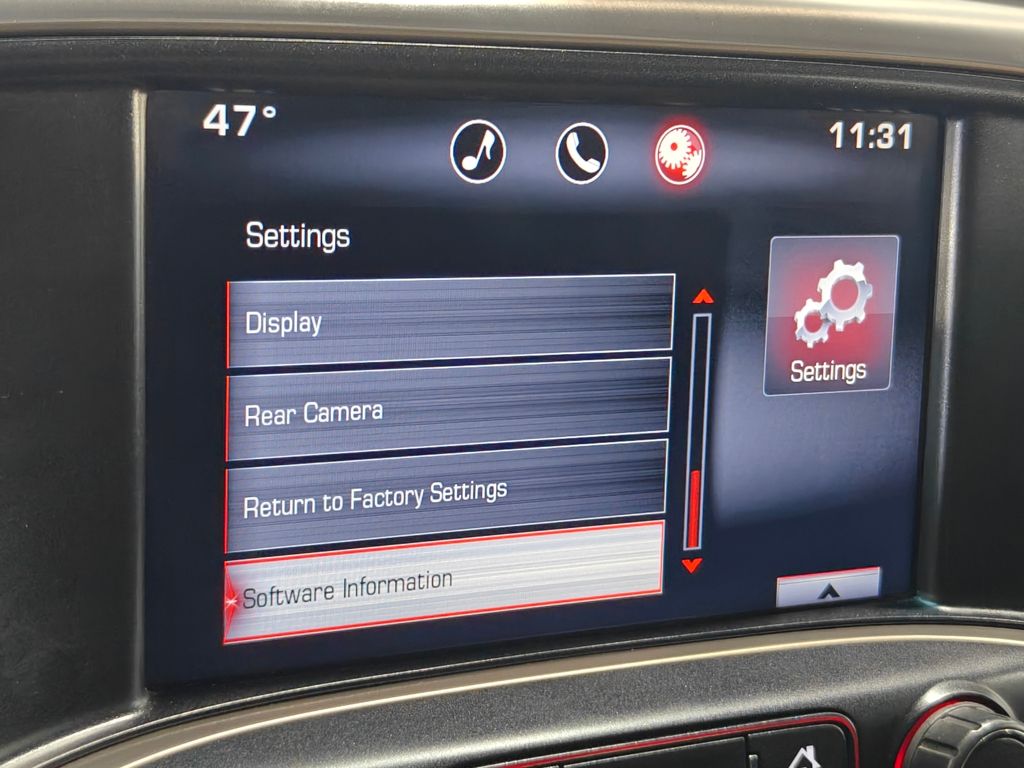 47°
11:31
Settings
Display
Rear Camera
Return to Factory Settings
Software Information
Settings